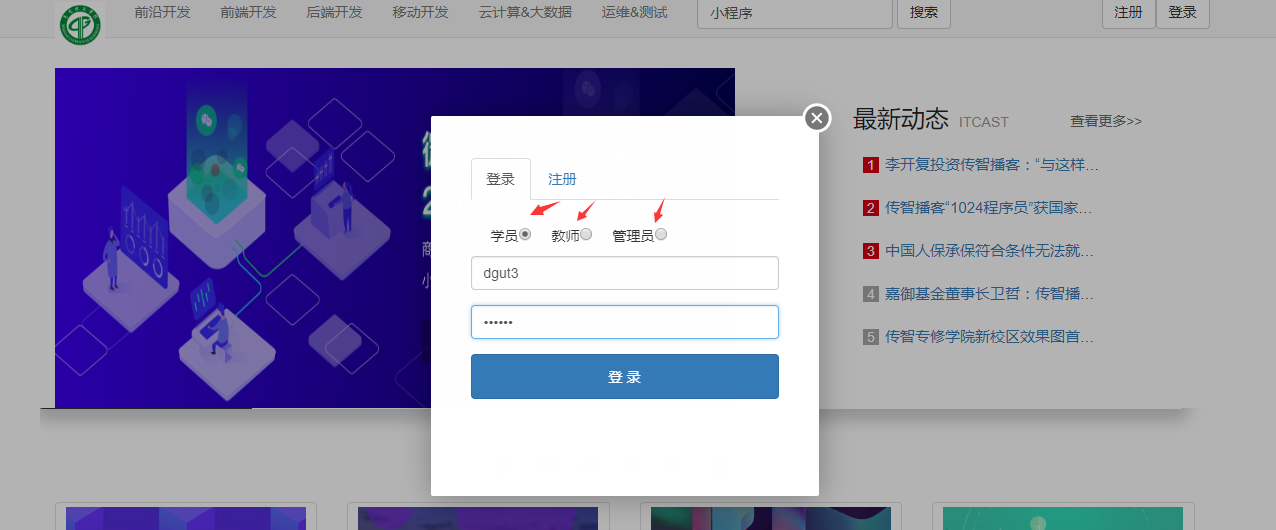 前沿开发 前端开发 后端开发 移动开发 云计算&大数据 运维&测试 小程序 搜索 注册 登录
最新动态 ITCAST 查看更多>>
1 李开复投资传智播客：“与这样...
2 传智播客“1024程序员”获国家...
3 中国人保承保符合条件无法就...
4 嘉御基金董事长卫哲：传智播...
5 传智专修学院新校区效果图首...
登录 注册
学员 教师 管理员
dgut3
••••••
登 录